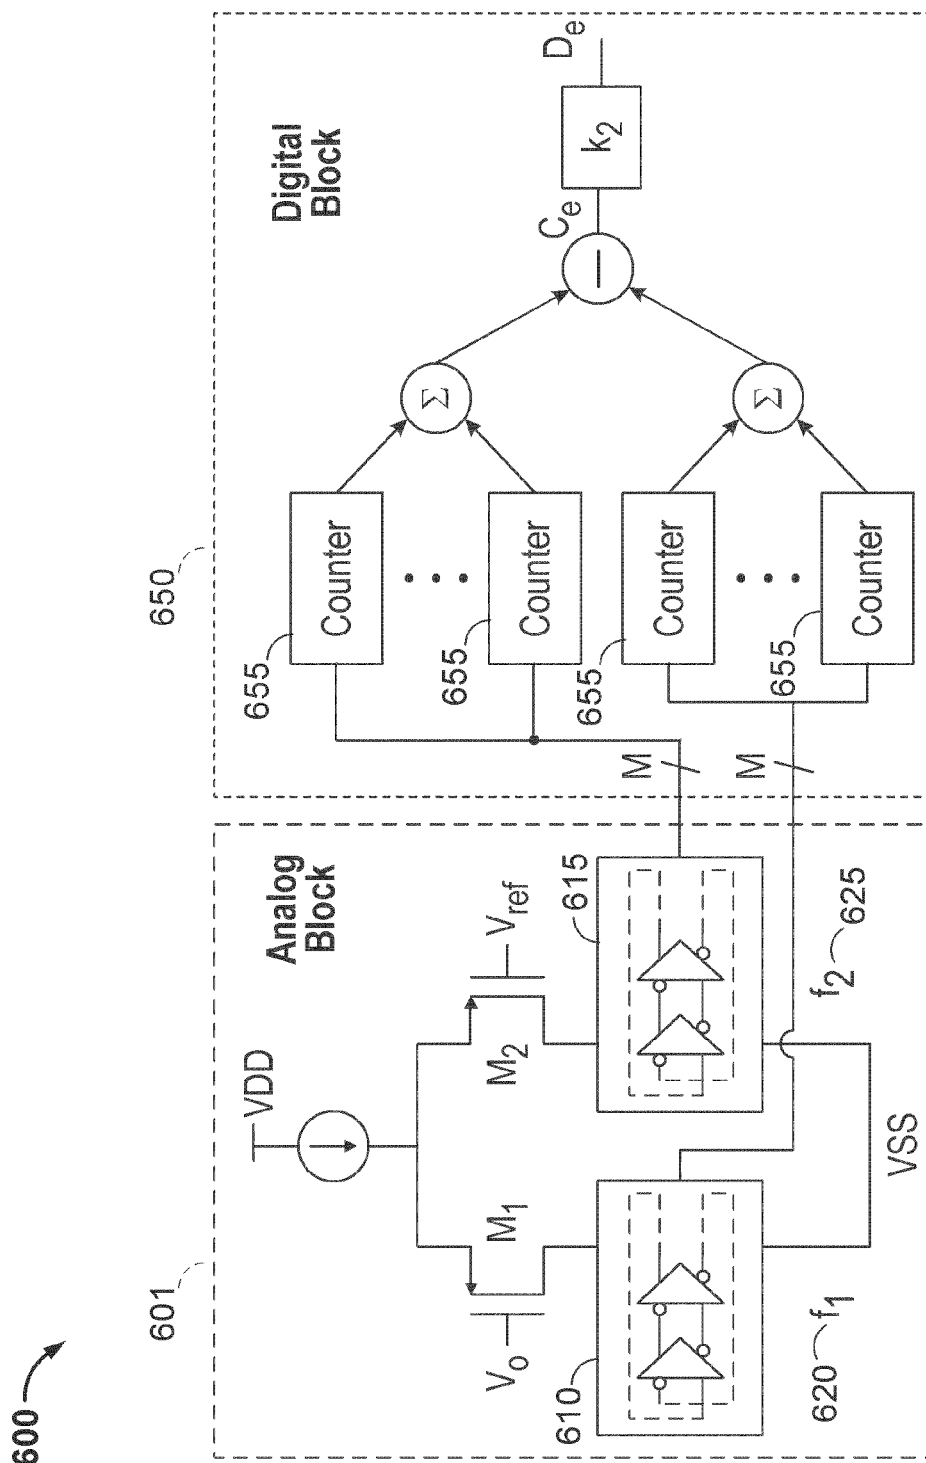 600
601
650
Analog
Block
Digital
Block
VDD
M1
M2
Vo
Vref
610
615
620
f1
f2
625
VSS
M
M
655
Counter
655
Counter
655
Counter
655
Counter
Σ
Σ
−
Ce
k2
De